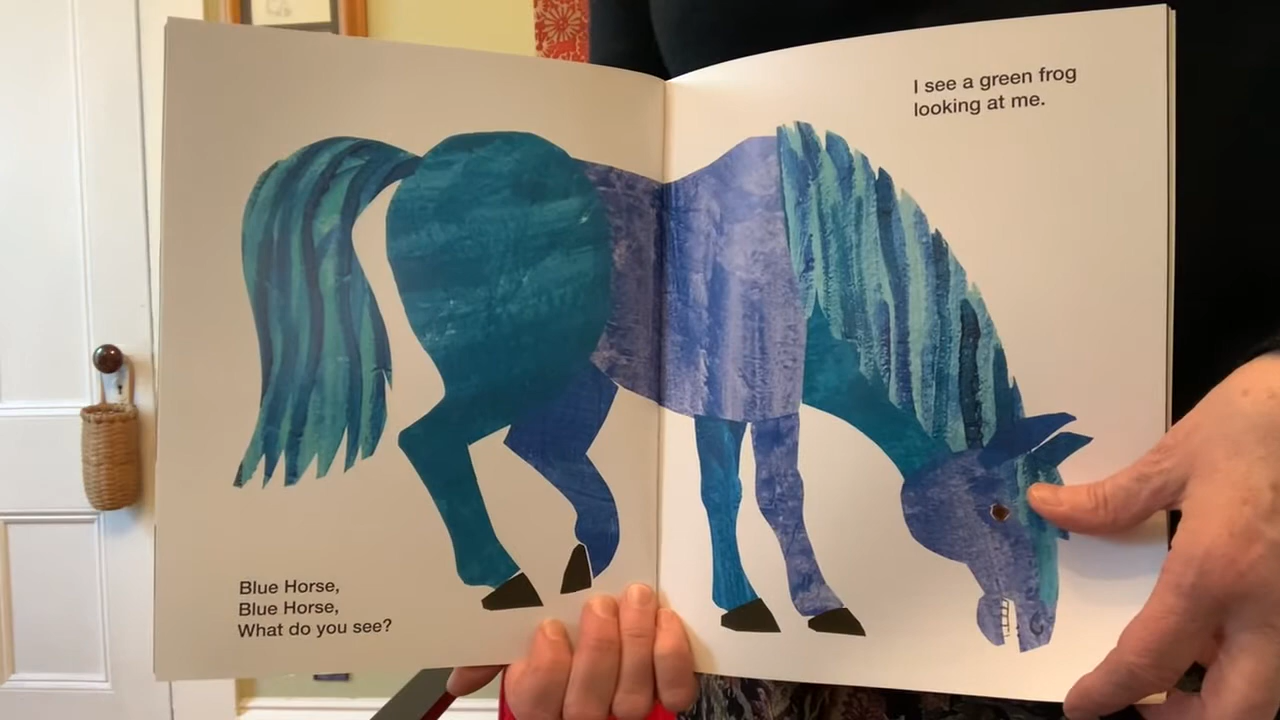 Blue Horse,
Blue Horse,
What do you see?
I see a green frog
looking at me.